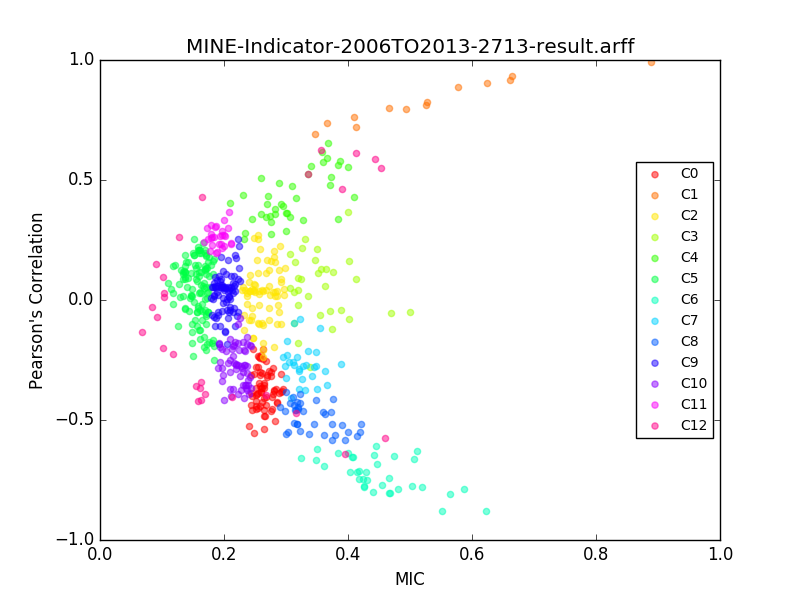 MINE-Indicator-2006TO2013-2713-result.arff
1.0
0.5
0.0
−0.5
−1.0
Pearson's Correlation
C0
C1
C2
C3
C4
C5
C6
C7
C8
C9
C10
C11
C12
0.0 0.2 0.4 0.6 0.8 1.0
MIC